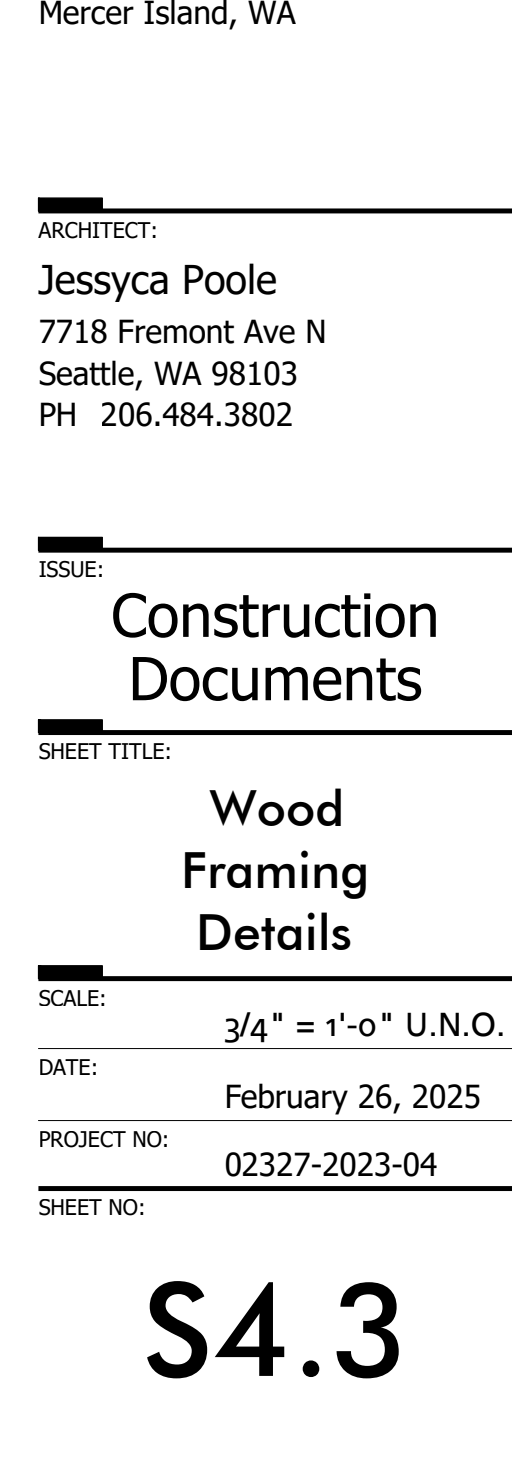 Mercer Island, WA
ARCHITECT:
Jessyca Poole
7718 Fremont Ave N
Seattle, WA 98103
PH 206.484.3802
ISSUE:
Construction
Documents
SHEET TITLE:
Wood
Framing
Details
SCALE:
3/4" = 1'-0" U.N.O.
DATE:
February 26, 2025
PROJECT NO:
02327-2023-04
SHEET NO:
S4.3